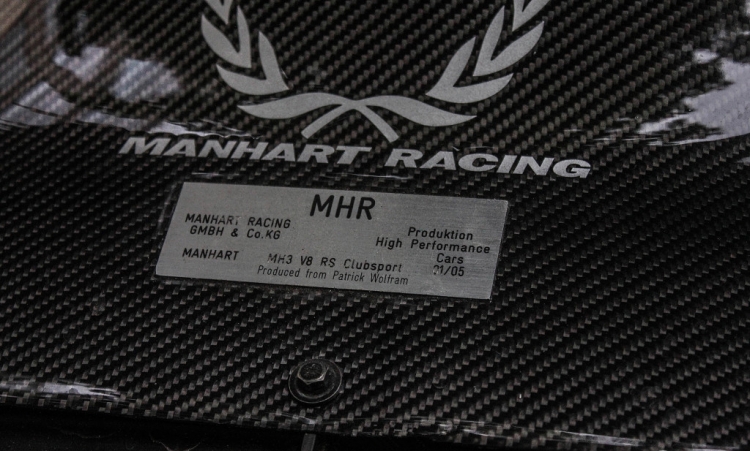 MANHART RACING
MHR
MANHART RACING
GMBH & Co.KG
Produktion
High Performance
Cars
21/05
MANHART MH3 V8 RS Clubsport
Produced from Patrick Wolfram